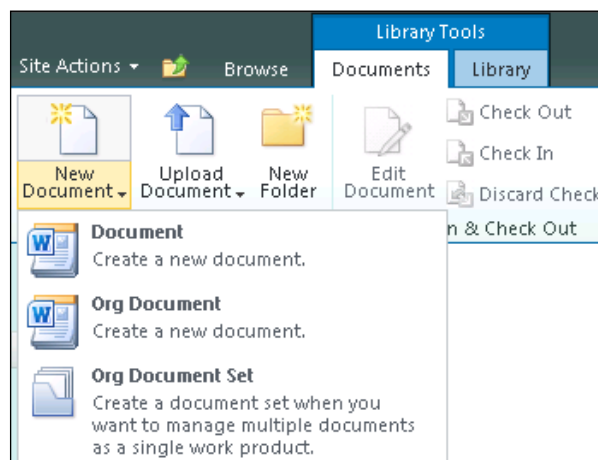 Library Tools
Site Actions Browse Documents Library
New Document
Upload Document
New Folder
Edit Document
Check Out
Check In
Discard Check
n & Check Out
Document
Create a new document.
Org Document
Create a new document.
Org Document Set
Create a document set when you
want to manage multiple documents
as a single work product.